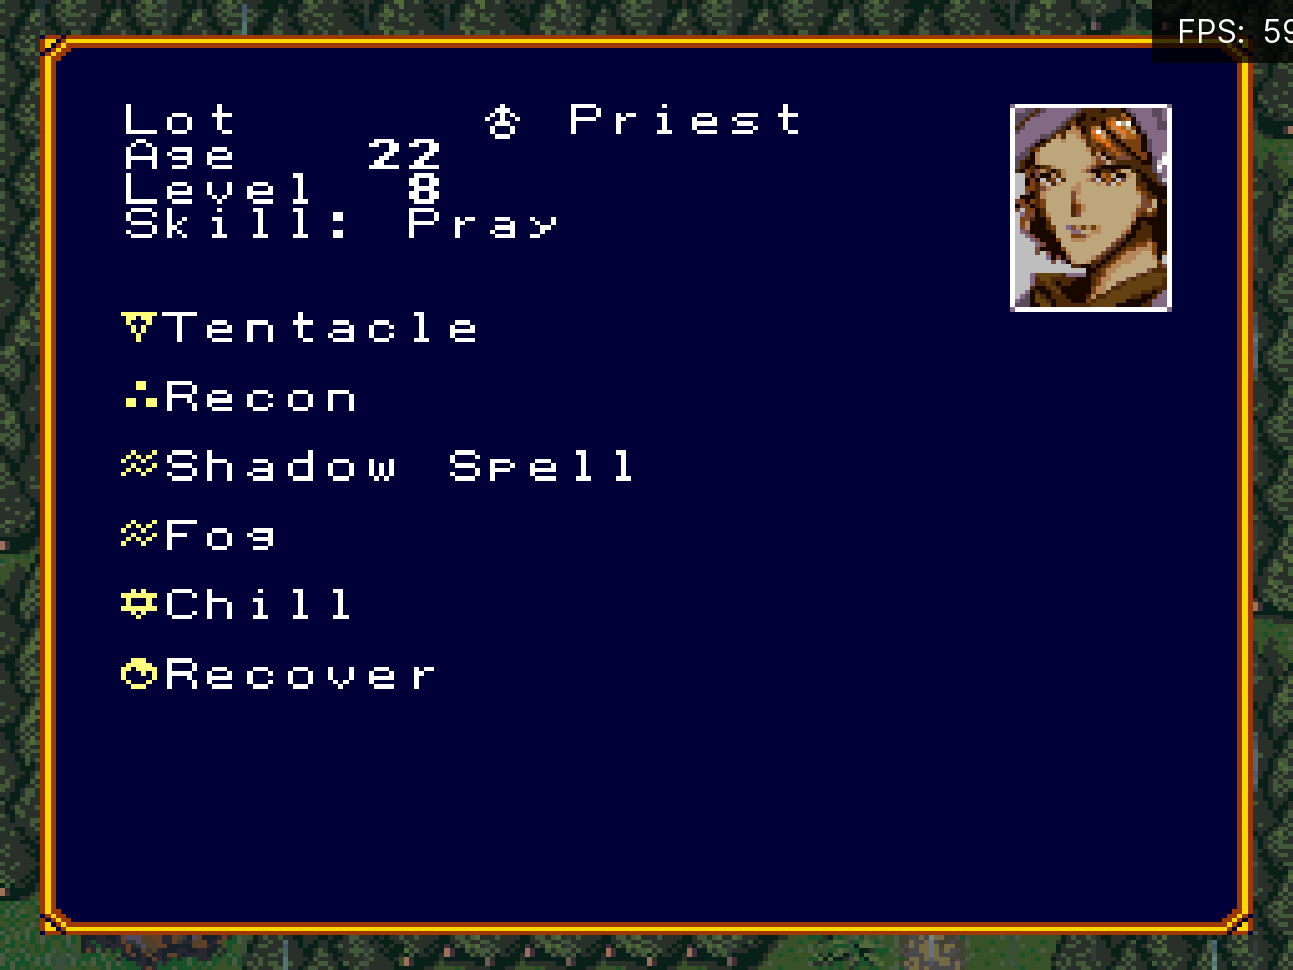 FPS: 59
Lot ♂ Priest
Age 22
Level 8
Skill: Pray
Tentacle
Recon
Shadow Spell
Fog
Chill
Recover